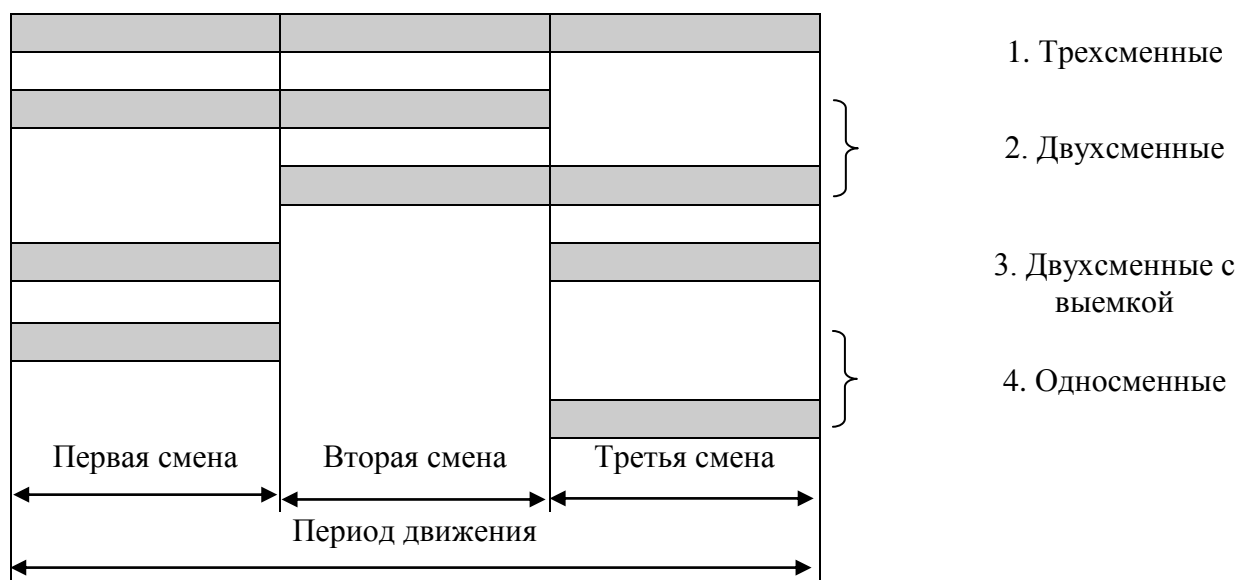 1. Трехсменные
2. Двухсменные
3. Двухсменные с
выемкой
4. Односменные
Первая смена
Вторая смена
Третья смена
Период движения